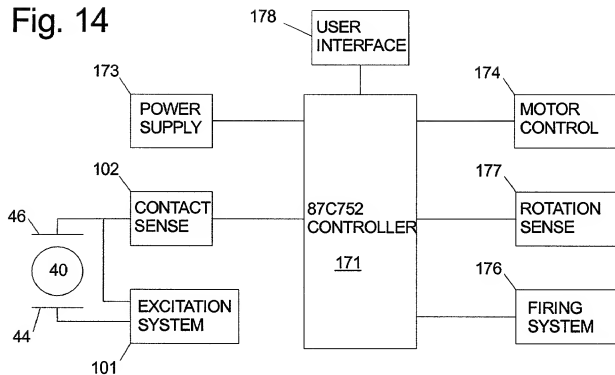 Fig. 14
178
USER
INTERFACE
173
POWER
SUPPLY
174
MOTOR
CONTROL
102
CONTACT
SENSE
87C752
CONTROLLER
171
177
ROTATION
SENSE
46
40
44
EXCITATION
SYSTEM
101
176
FIRING
SYSTEM